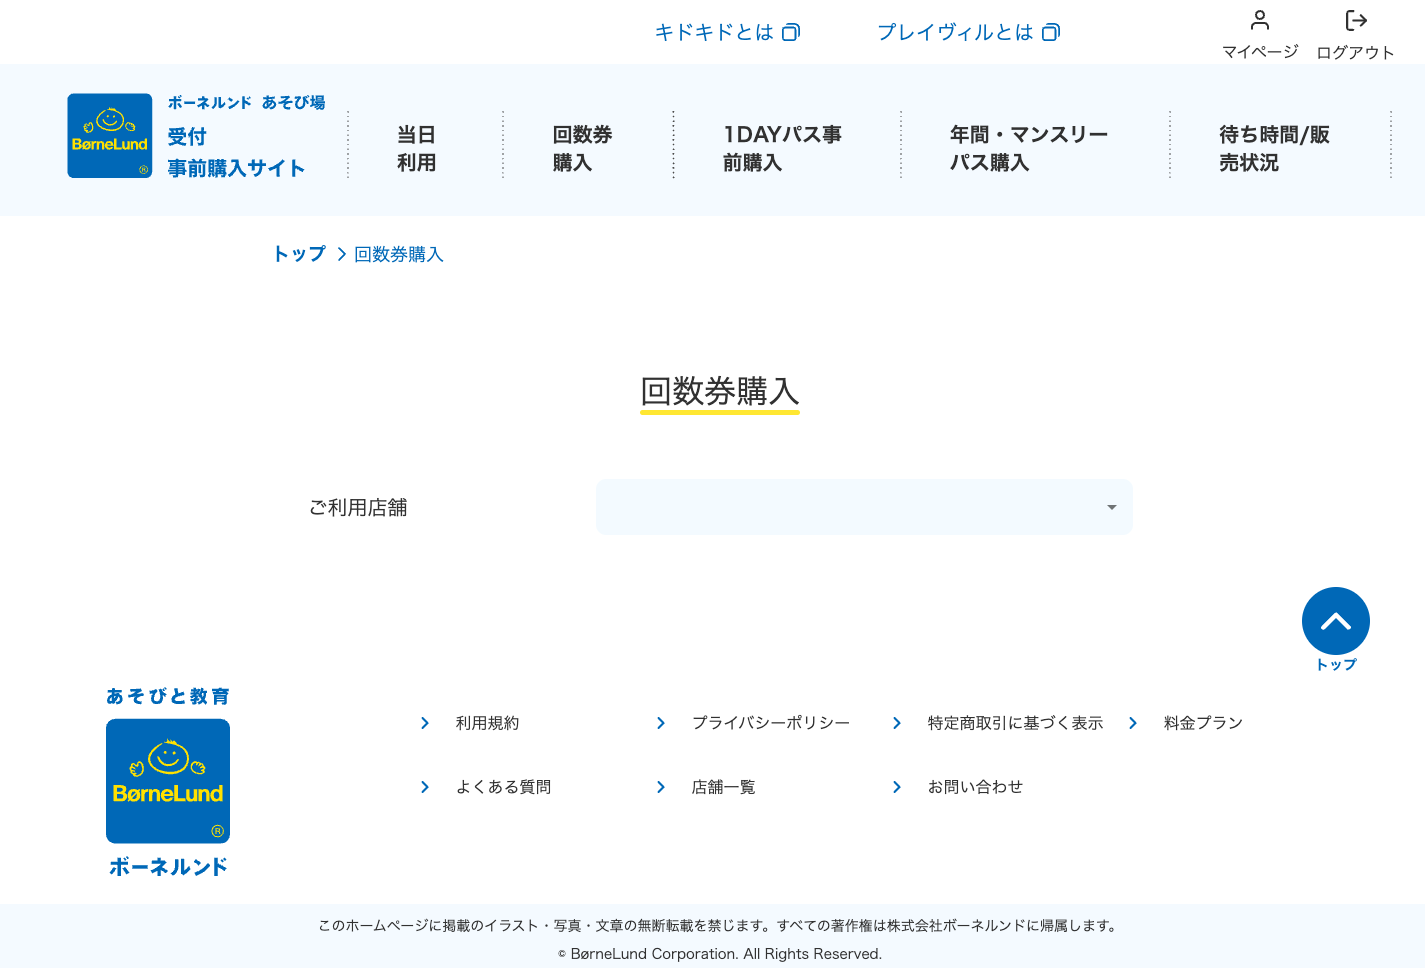 キドキドとは
プレイヴィルとは
マイページ
ログアウト
BørneLund
®
ボーネルンド あそび場
受付
事前購入サイト
当日
利用
回数券
購入
1DAYパス事
前購入
年間・マンスリー
パス購入
待ち時間/販
売状況
トップ
回数券購入
回数券購入
ご利用店舗
トップ
あそびと教育
BørneLund
®
ボーネルンド
利用規約
プライバシーポリシー
特定商取引に基づく表示
料金プラン
よくある質問
店舗一覧
お問い合わせ
このホームページに掲載のイラスト・写真・文章の無断転載を禁じます。すべての著作権は株式会社ボーネルンドに帰属します。
© BørneLund Corporation. All Rights Reserved.